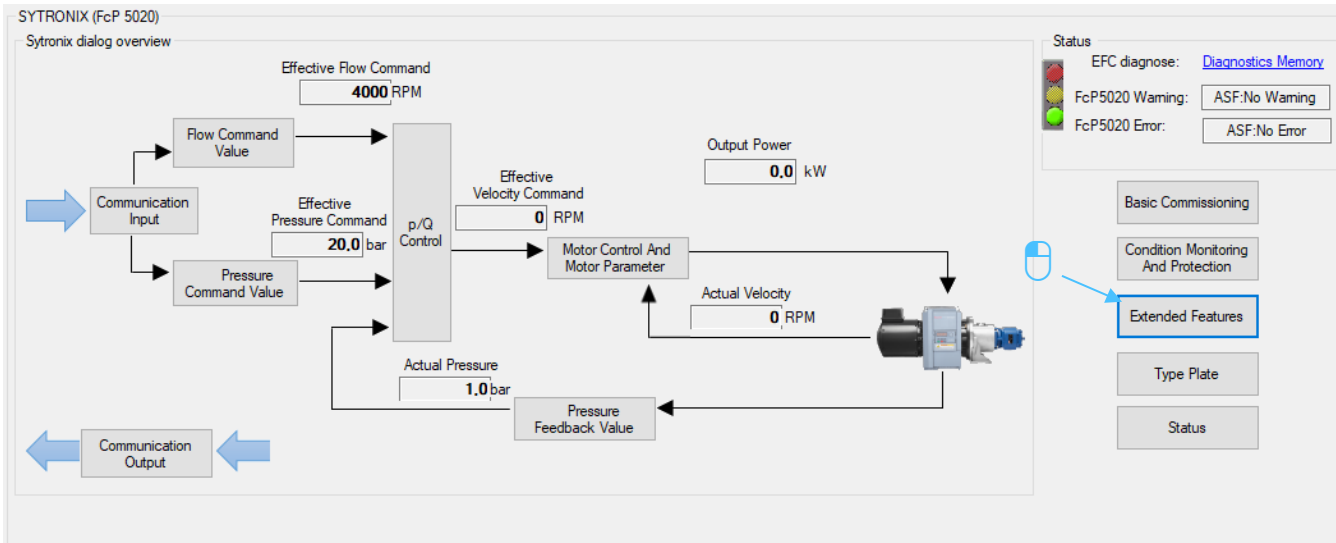 SYTRONIX (FcP 5020)
Sytronix dialog overview
Effective Flow Command
4000 RPM
Flow Command
Value
Communication
Input
Effective
Pressure Command
20,0 bar
Pressure
Command Value
p/Q
Control
Effective
Velocity Command
0 RPM
Output Power
0,0 kW
Motor Control And
Motor Parameter
Actual Velocity
0 RPM
Actual Pressure
1,0 bar
Pressure
Feedback Value
Communication
Output
Status
EFC diagnose: Diagnostics Memory
FcP5020 Warning: ASF:No Warning
FcP5020 Error: ASF:No Error
Basic Commissioning
Condition Monitoring
And Protection
Extended Features
Type Plate
Status